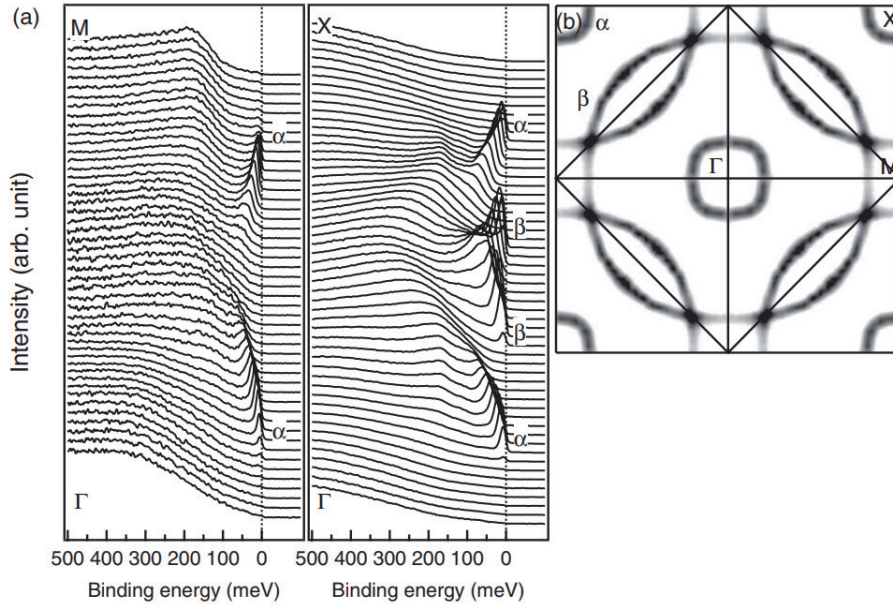 (a)
M
α
α
Γ
X
α
β
β
α
Γ
Intensity (arb. unit)
500 400 300 200 100 0
500 400 300 200 100 0
Binding energy (meV)
Binding energy (meV)
(b)
α
X
β
Γ
M